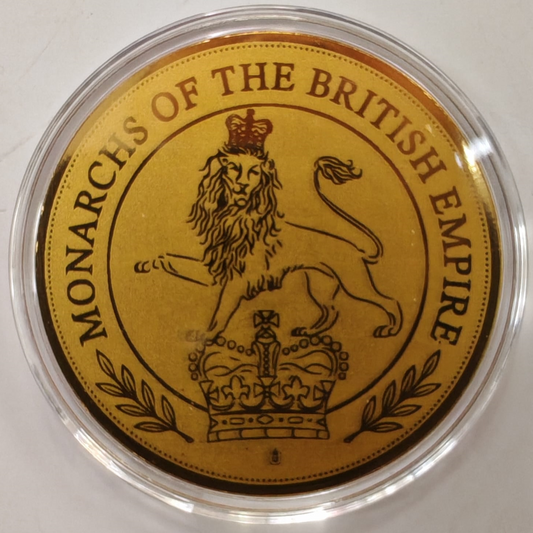 MONARCHS OF THE BRITISH EMPIRE